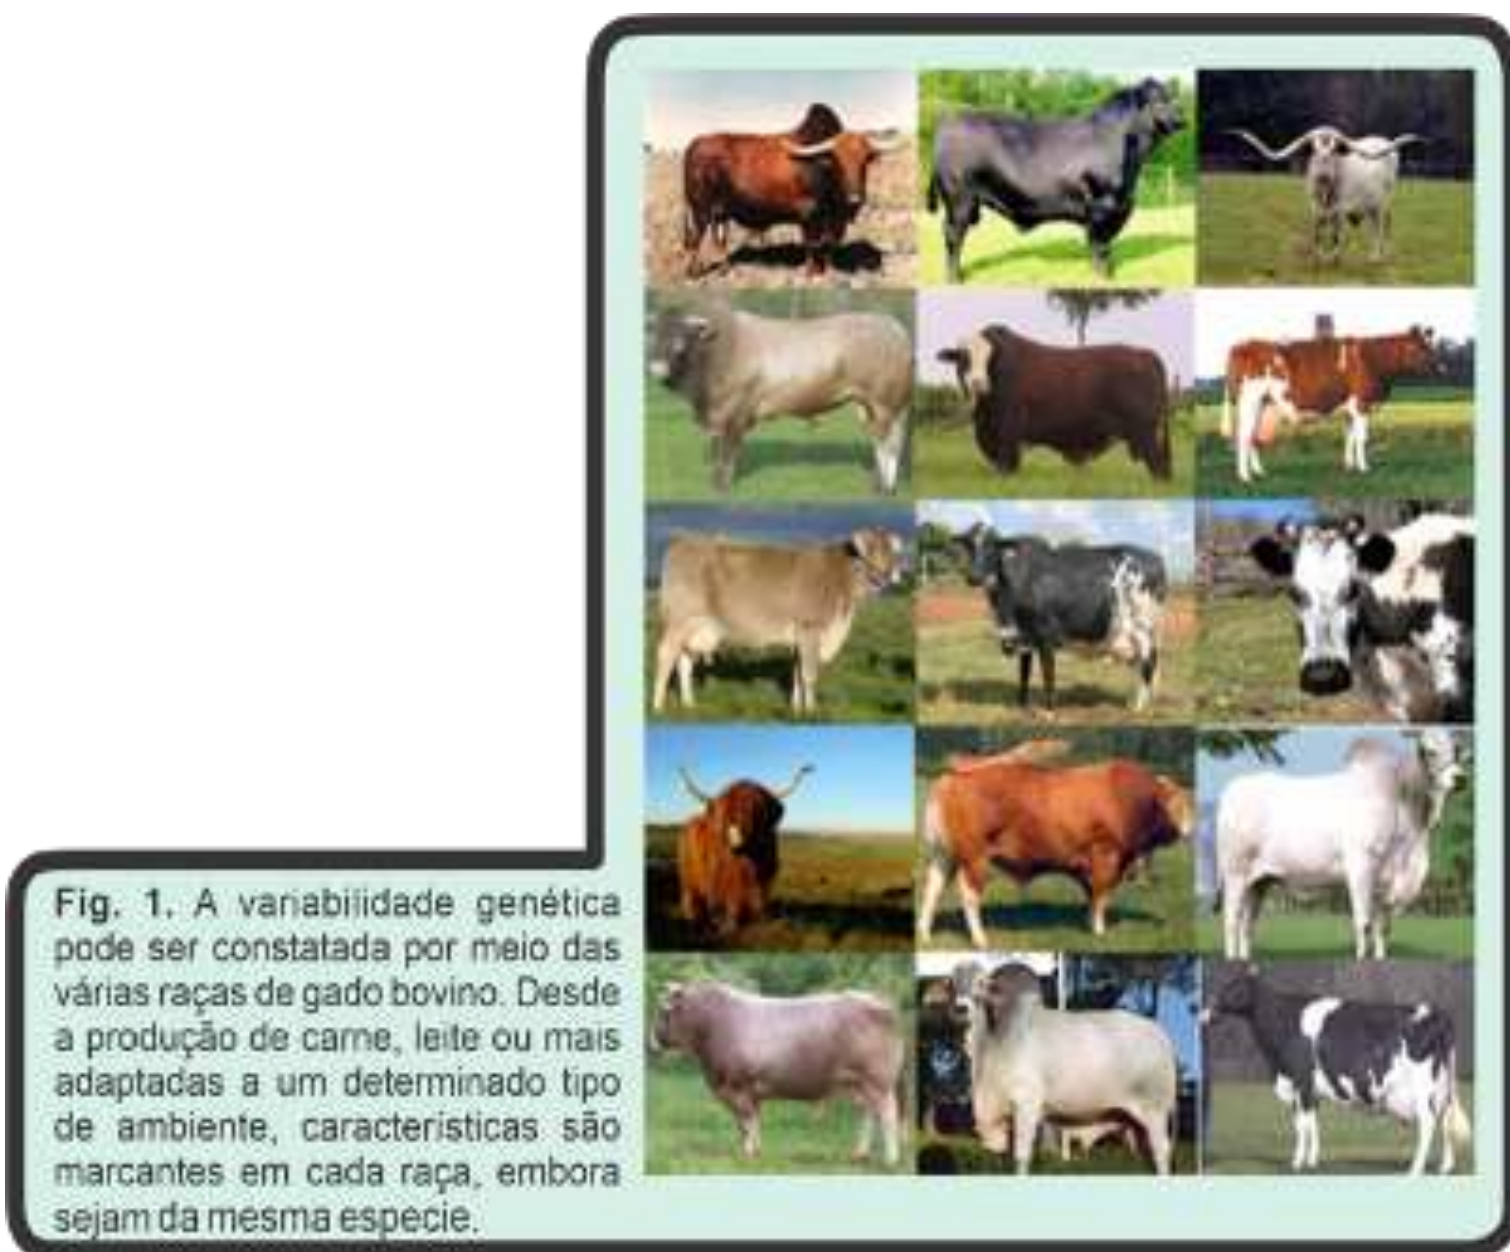 Fig. 1. A variabilidade genética
pode ser constatada por meio das
várias raças de gado bovino. Desde
a produção de carne, leite ou mais
adaptadas a um determinado tipo
de ambiente, características são
marcantes em cada raça, embora
sejam da mesma especie.